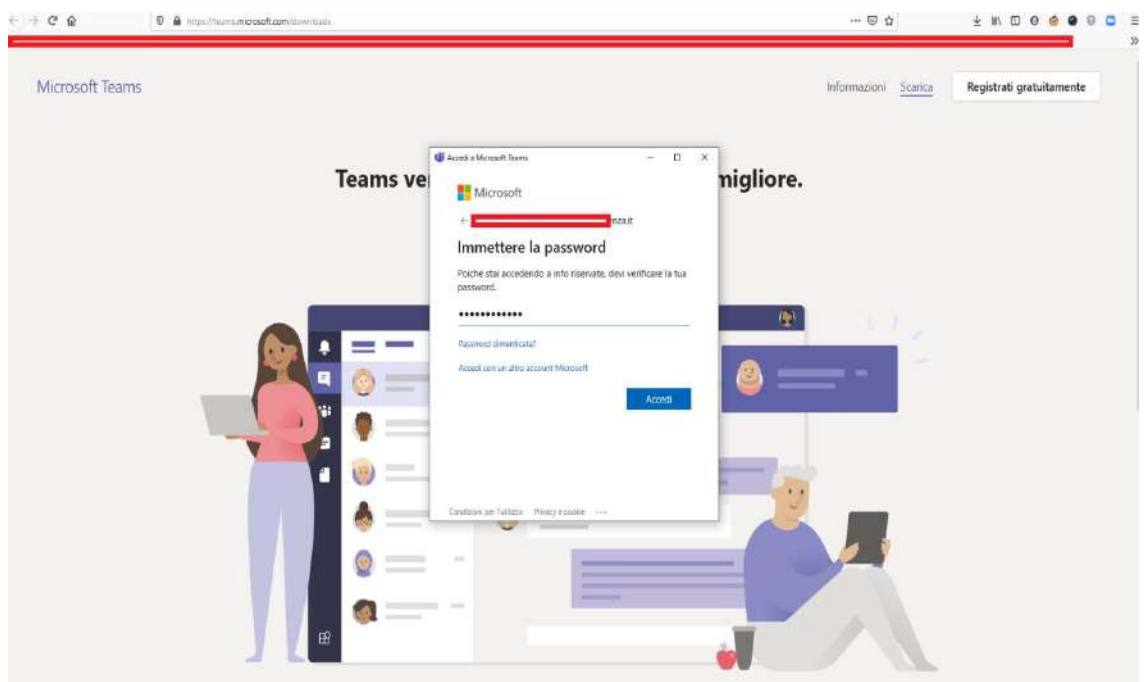 https://teams.microsoft.com/downloads
Microsoft Teams
Informazioni Scarica Registrati gratuitamente
Teams ve
migliore.
Accedi a Microsoft Teams
Microsoft
nza.it
Immettere la password
Poiché stai accedendo a info riservate, devi verificare la tua
password.
Password dimenticata?
Accedi con un altro account Microsoft
Accedi
Condizioni per l'utilizzo Privacy e cookie